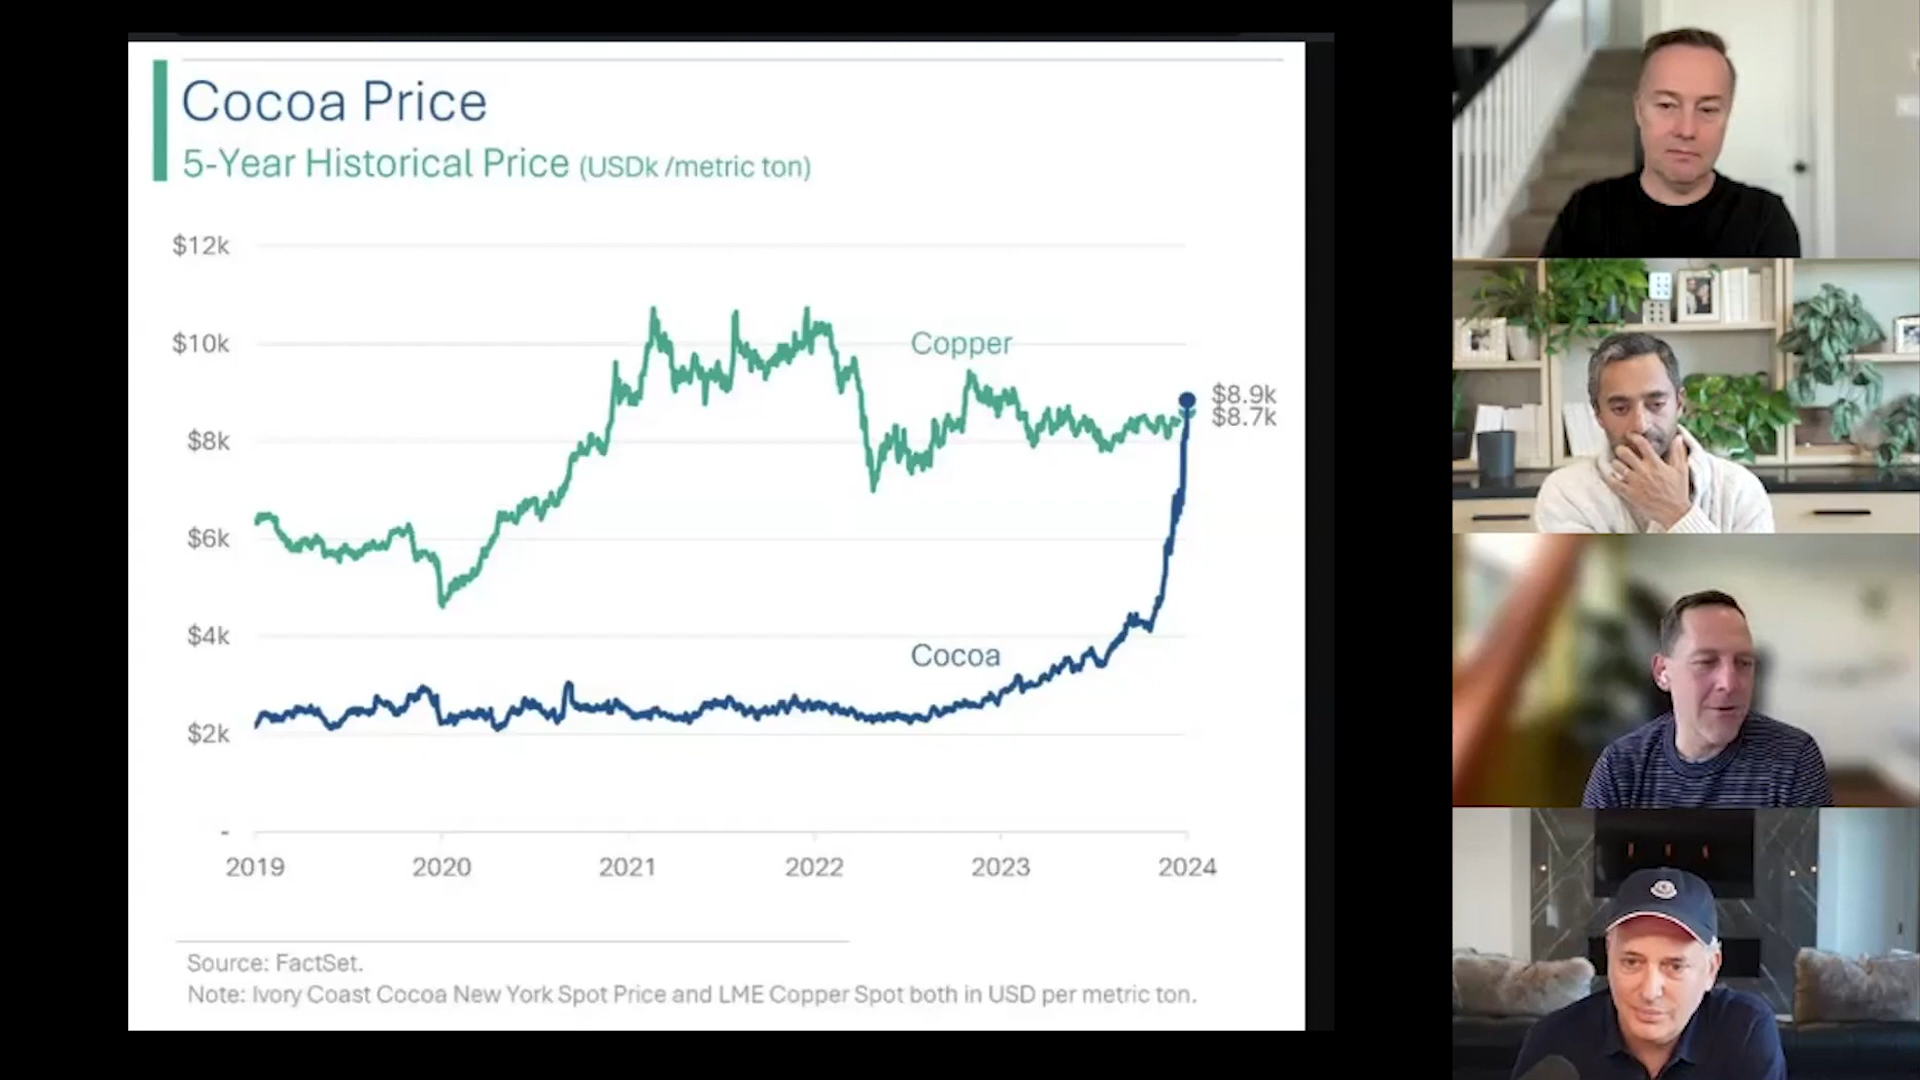 Cocoa Price
5-Year Historical Price (USDk /metric ton)
$12k
$10k
$8k
$6k
$4k
$2k
-
Copper
Cocoa
$8.9k
$8.7k
2019 2020 2021 2022 2023 2024
Source: FactSet.
Note: Ivory Coast Cocoa New York Spot Price and LME Copper Spot both in USD per metric ton.